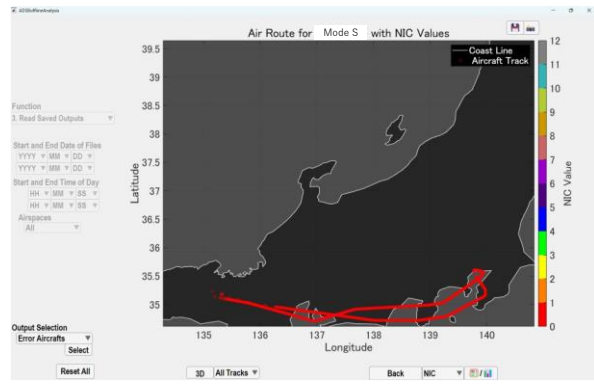 ADSBoffline Analysis
Air Route for Mode S with NIC Values
Coast Line
Aircraft Track
Function
3. Read Saved Outputs
Start and End Date of Files
YYYY MM DD
YYYY MM DD
Start and End Time of Day
HH MM SS
HH MM SS
Airspaces
All
Output Selection
Error Aircrafts
Select
Reset All
Latitude
39.5
39
38.5
38
37.5
37
36.5
36
35.5
35
135 136 137 138 139 140
Longitude
12
11
10
9
8
7
6
5
4
3
2
1
0
NIC Value
3D All Tracks Back NIC